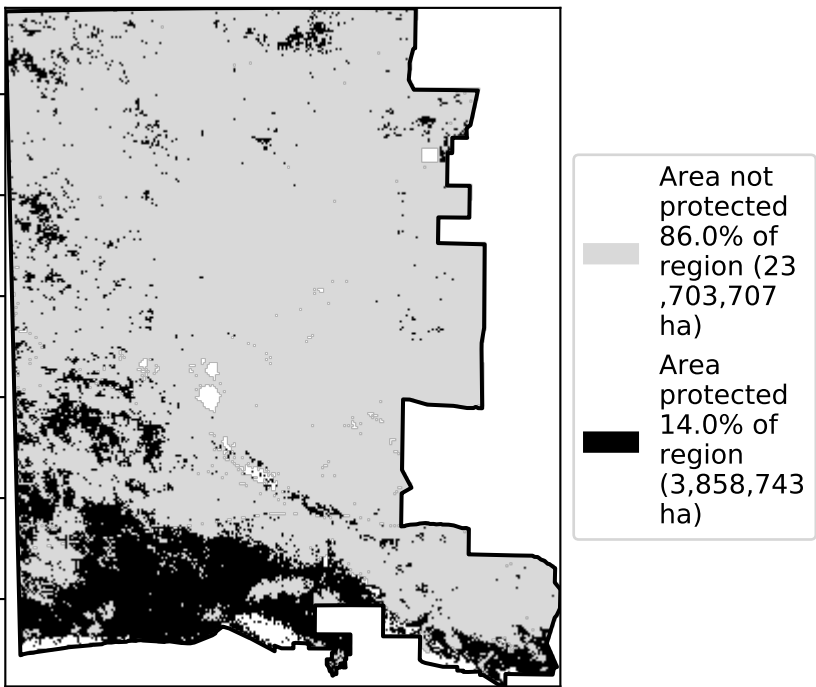 Area not
protected
86.0% of
region (23
,703,707
ha)
Area
protected
14.0% of
region
(3,858,743
ha)